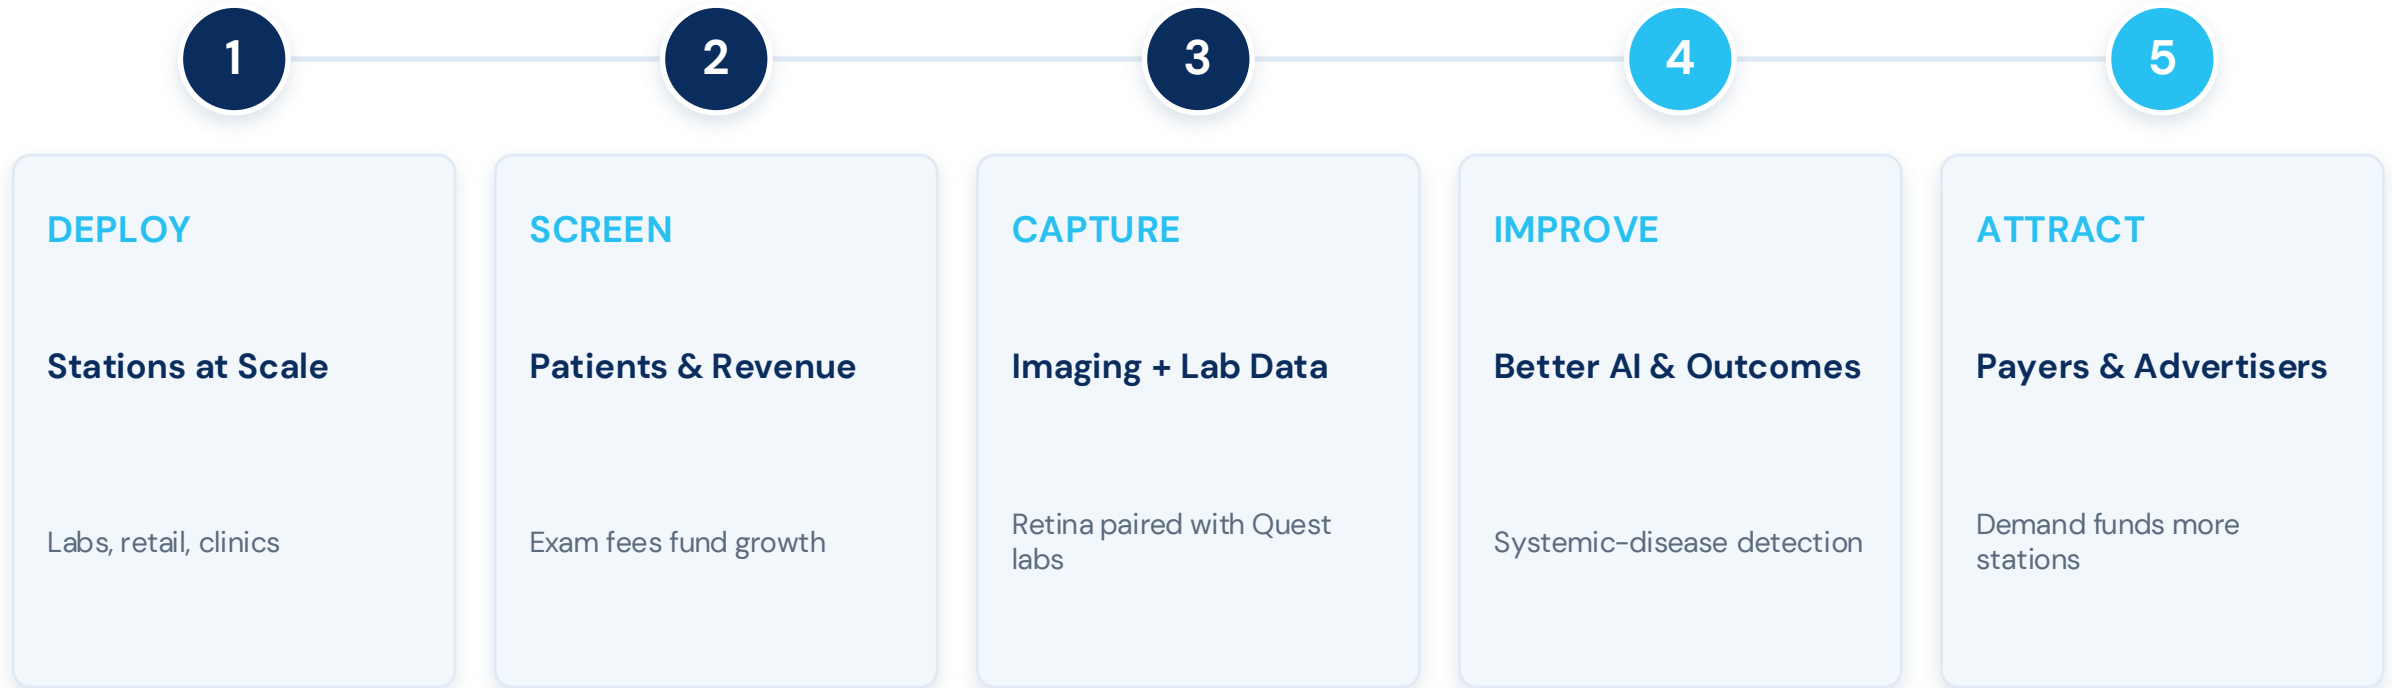 1
2
3
4
5
DEPLOY
Stations at Scale
Labs, retail, clinics
SCREEN
Patients & Revenue
Exam fees fund growth
CAPTURE
Imaging + Lab Data
Retina paired with Quest
labs
IMPROVE
Better AI & Outcomes
Systemic-disease detection
ATTRACT
Payers & Advertisers
Demand funds more
stations